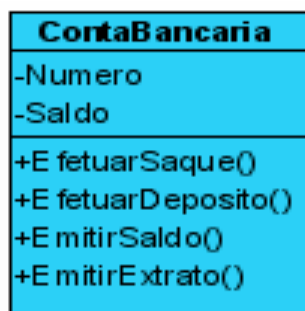 ContaBancaria
-Numero
-Saldo
+EfetuarSaque()
+EfetuarDeposito()
+EmitirSaldo()
+EmitirExtrato()